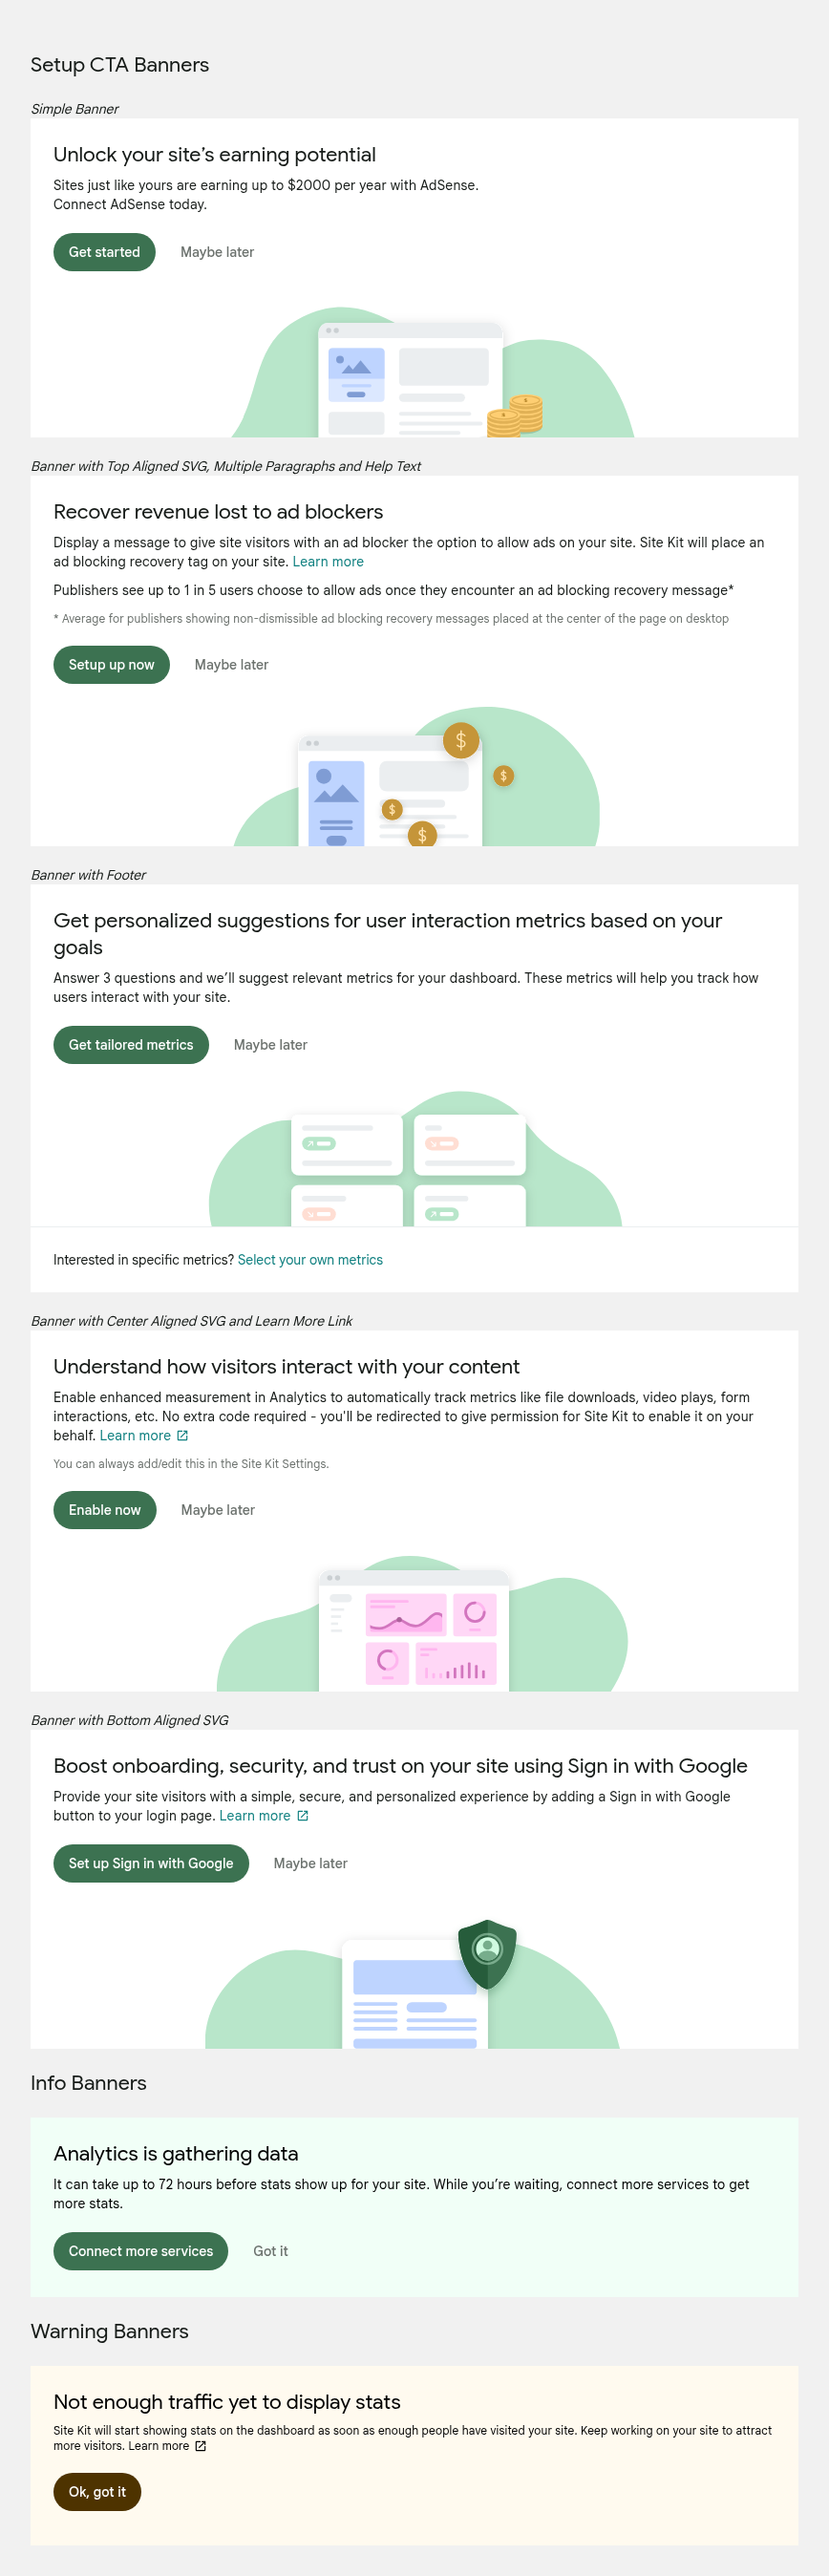 Setup CTA Banners
Simple Banner
Unlock your site's earning potential
Sites just like yours are earning up to $2000 per year with AdSense.
Connect AdSense today.
Get started
Maybe later
$
$
Banner with Top Aligned SVG, Multiple Paragraphs and Help Text
Recover revenue lost to ad blockers
Display a message to give site visitors with an ad blocker the option to allow ads on your site. Site Kit will place an
ad blocking recovery tag on your site. Learn more
Publishers see up to 1 in 5 users choose to allow ads once they encounter an ad blocking recovery message*
* Average for publishers showing non-dismissible ad blocking recovery messages placed at the center of the page on desktop
Setup up now
Maybe later
$
$
$
$
Banner with Footer
Get personalized suggestions for user interaction metrics based on your
goals
Answer 3 questions and we'll suggest relevant metrics for your dashboard. These metrics will help you track how
users interact with your site.
Get tailored metrics
Maybe later
Interested in specific metrics? Select your own metrics
Banner with Center Aligned SVG and Learn More Link
Understand how visitors interact with your content
Enable enhanced measurement in Analytics to automatically track metrics like file downloads, video plays, form
interactions, etc. No extra code required - you'll be redirected to give permission for Site Kit to enable it on your
behalf. Learn more
You can always add/edit this in the Site Kit Settings.
Enable now
Maybe later
Banner with Bottom Aligned SVG
Boost onboarding, security, and trust on your site using Sign in with Google
Provide your site visitors with a simple, secure, and personalized experience by adding a Sign in with Google
button to your login page. Learn more
Set up Sign in with Google
Maybe later
Info Banners
Analytics is gathering data
It can take up to 72 hours before stats show up for your site. While you're waiting, connect more services to get
more stats.
Connect more services
Got it
Warning Banners
Not enough traffic yet to display stats
Site Kit will start showing stats on the dashboard as soon as enough people have visited your site. Keep working on your site to attract
more visitors. Learn more
Ok, got it